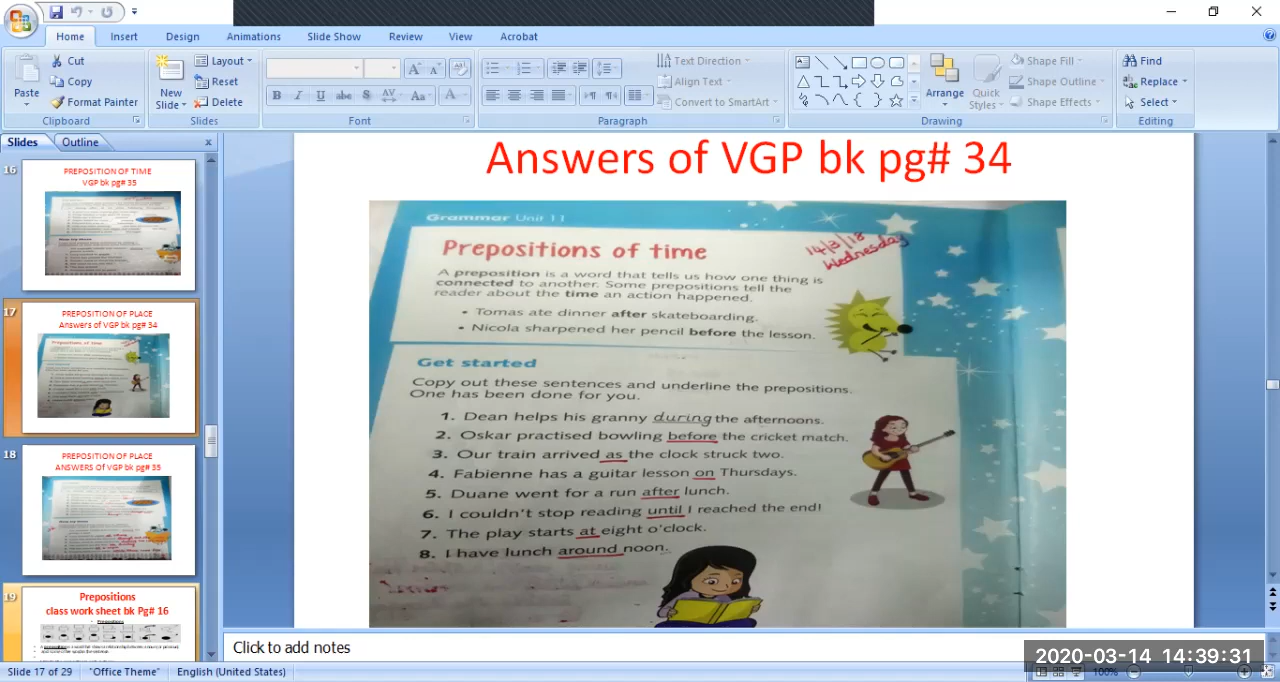 Home Insert Design Animations Slide Show Review View Acrobat
Cut
Copy
Format Painter
Paste
Clipboard
New
Slide
Layout
Reset
Delete
Slides
Font
Text Direction
Align Text
Convert to SmartArt
Paragraph
Arrange
Quick
Styles
Shape Fill
Shape Outline
Shape Effects
Drawing
Find
Replace
Select
Editing
Slides Outline
16
PREPOSITION OF TIME
VGP bk pg# 35
17
PREPOSITION OF PLACE
Answers of VGP bk pg# 34
18
PREPOSITION OF PLACE
ANSWERS OF VGP bk pg# 35
19
Prepositions
class work sheet bk Pg# 16
Answers of VGP bk pg# 34
Grammar Unit 11
Prepositions of time
14/3/18
Wednesday
A preposition is a word that tells us how one thing is
connected to another. Some prepositions tell the
reader about the time an action happened.
• Tomas ate dinner after skateboarding.
• Nicola sharpened her pencil before the lesson.
Get started
Copy out these sentences and underline the prepositions.
One has been done for you.
1. Dean helps his granny during the afternoons.
2. Oskar practised bowling before the cricket match.
3. Our train arrived as the clock struck two.
4. Fabienne has a guitar lesson on Thursdays.
5. Duane went for a run after lunch.
6. I couldn't stop reading until I reached the end!
7. The play starts at eight o'clock.
8. I have lunch around noon.
Click to add notes
2020-03-14 14:39:31
Slide 17 of 29 "Office Theme" English (United States) 100%